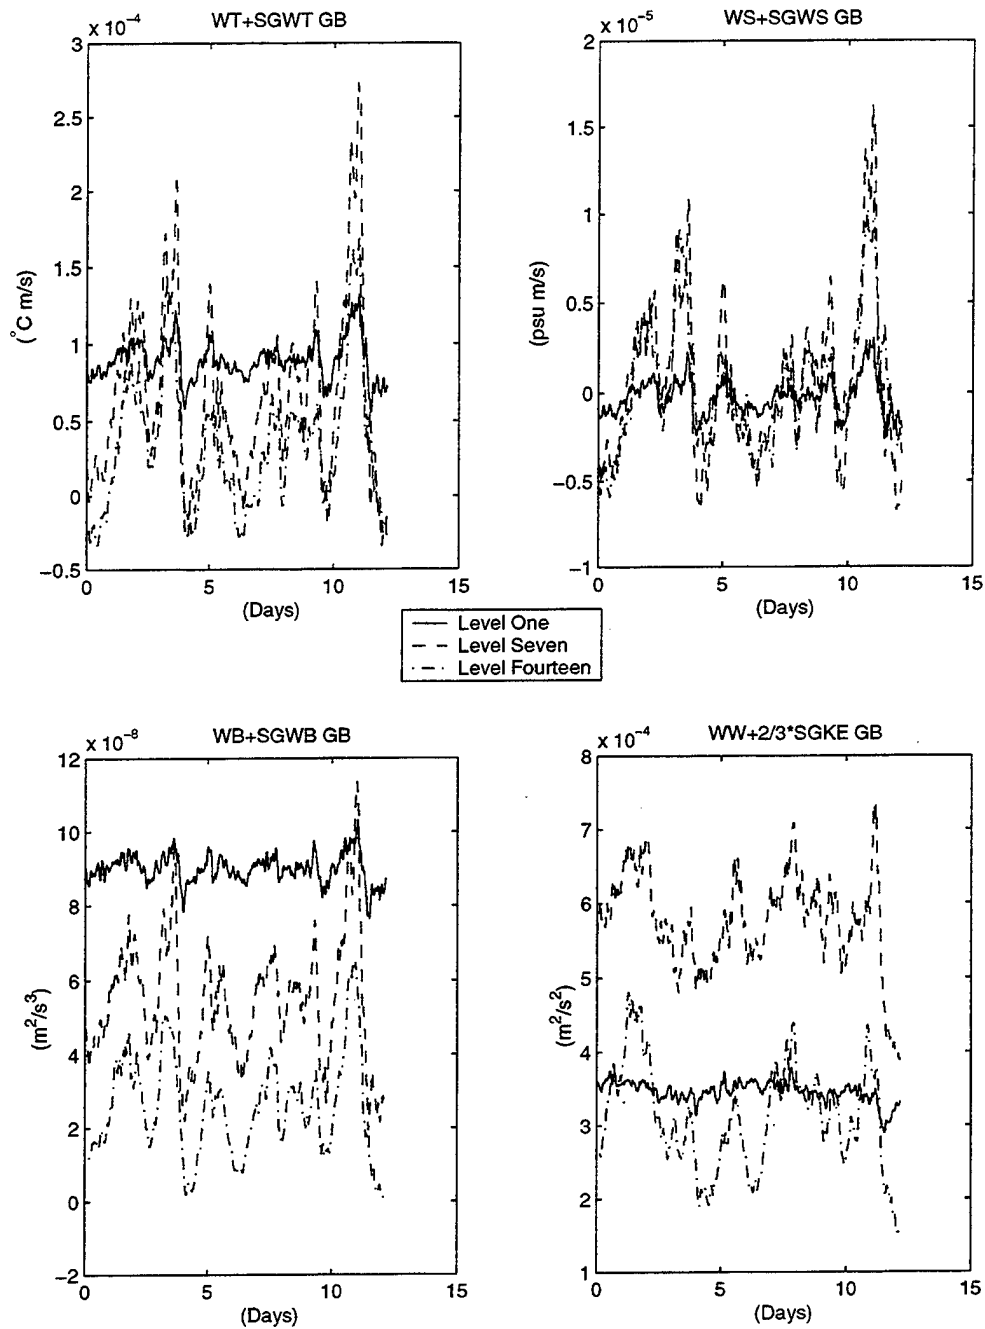 WT+SGWT GB
x 10⁻⁴
3
2.5
2
1.5
1
0.5
0
−0.5
(°C m/s)
0 5 10 15
(Days)
WS+SGWS GB
x 10⁻⁵
2
1.5
1
0.5
0
−0.5
−1
(psu m/s)
0 5 10 15
(Days)
Level One
Level Seven
Level Fourteen
WB+SGWB GB
x 10⁻⁸
12
10
8
6
4
2
0
−2
(m²/s³)
0 5 10 15
(Days)
WW+2/3*SGKE GB
x 10⁻⁴
8
7
6
5
4
3
2
1
(m²/s²)
0 5 10 15
(Days)